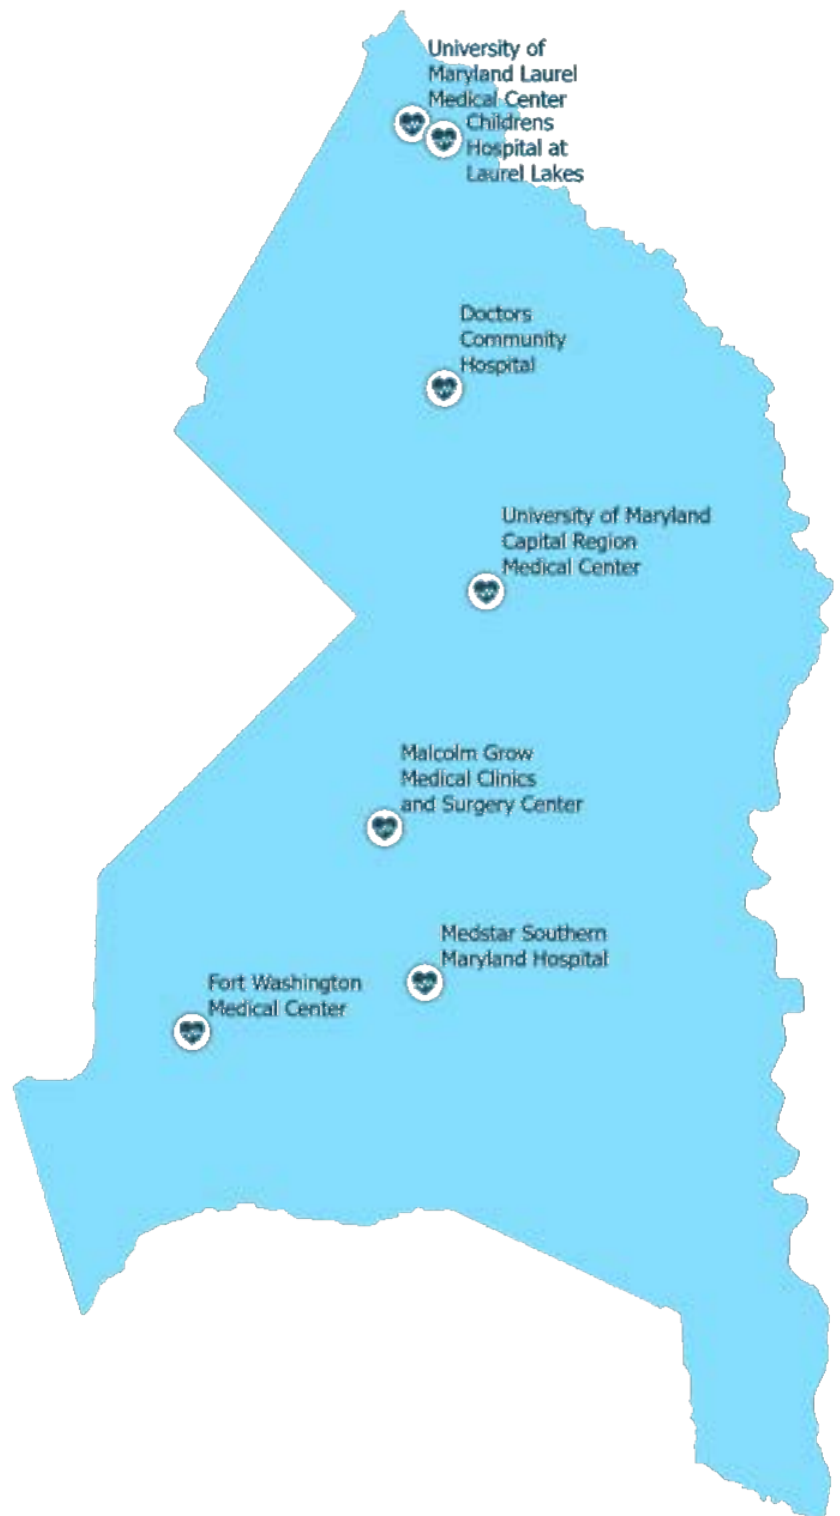 University of
Maryland Laurel
Medical Center
Childrens
Hospital at
Laurel Lakes
Doctors
Community
Hospital
University of Maryland
Capital Region
Medical Center
Malcolm Grow
Medical Clinics
and Surgery Center
Medstar Southern
Maryland Hospital
Fort Washington
Medical Center